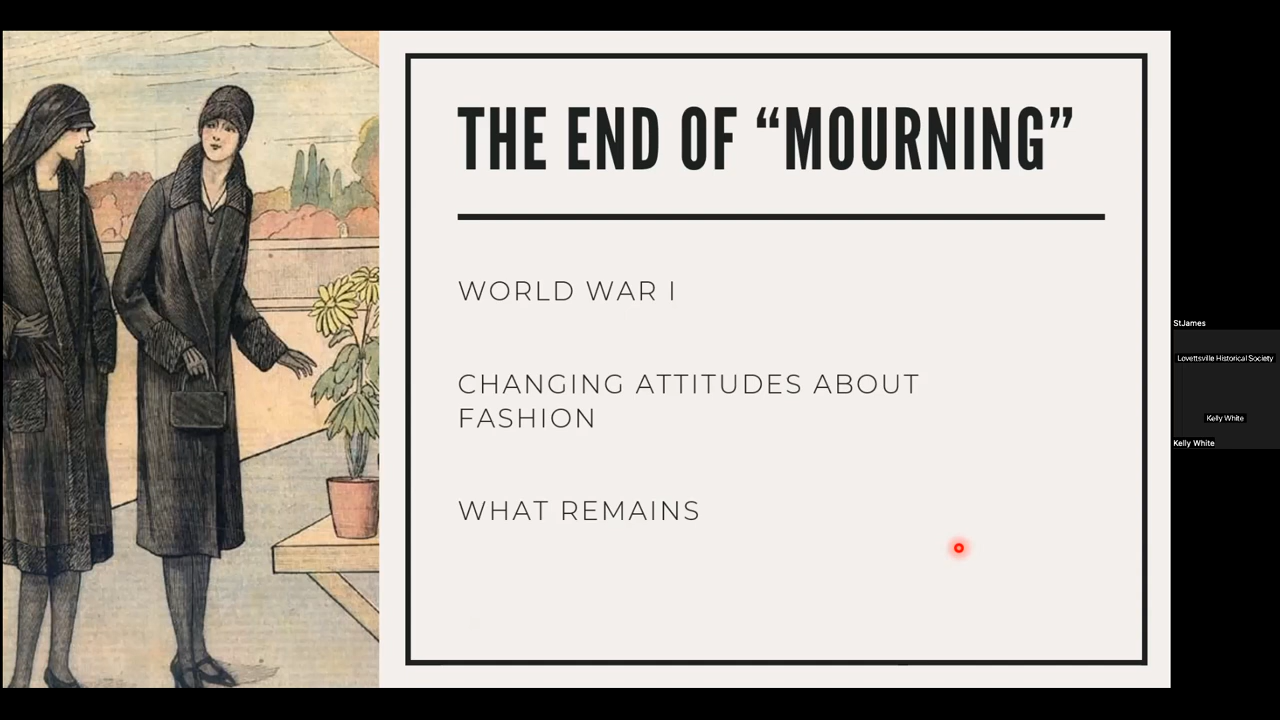 THE END OF “MOURNING”
WORLD WAR I
CHANGING ATTITUDES ABOUT
FASHION
WHAT REMAINS
StJames
Lovettsville Historical Society
Kelly White
Kelly White